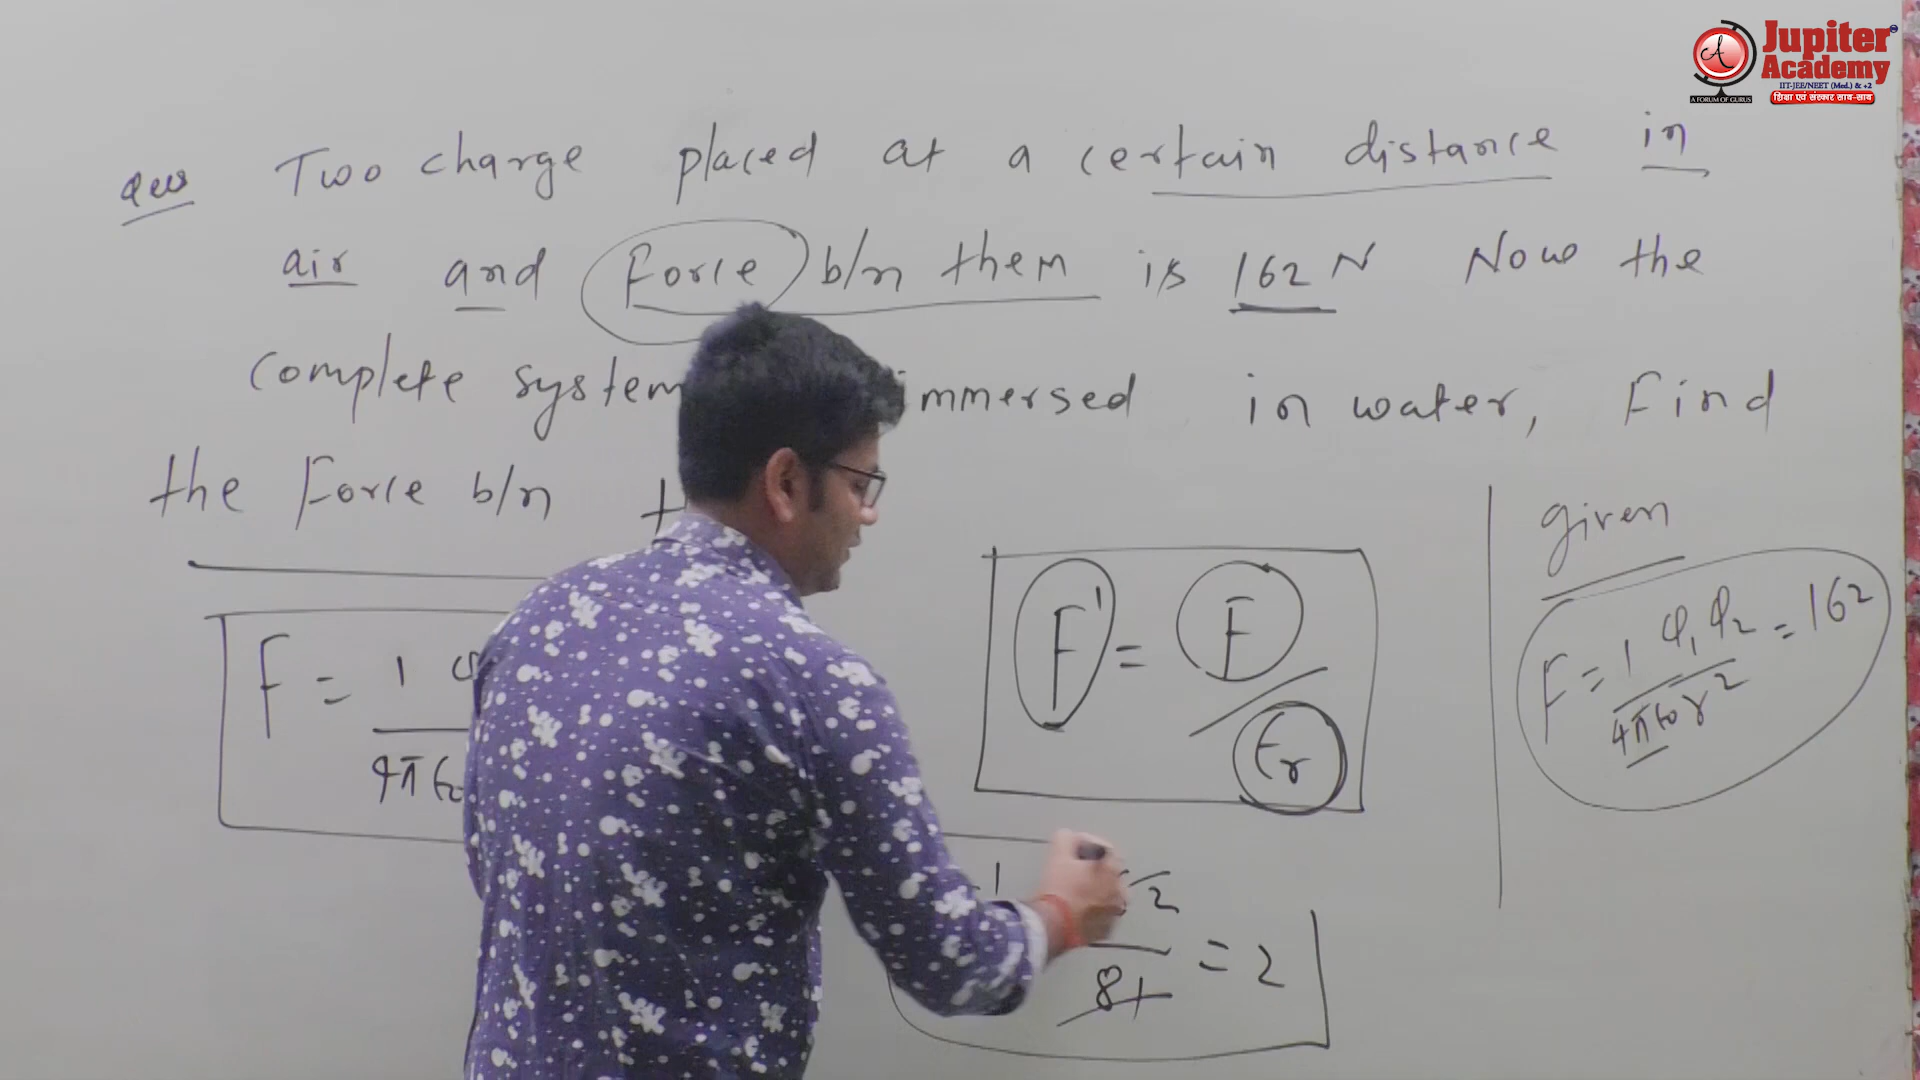 Jupiter
Academy
IIT-JEE/NEET (Med.) & +2
A FORUM OF GURUS
शिक्षा एवं संस्कार साथ-साथ
Que Two charge placed at a certain distance in
air and Force b/n them is 162 N Now the
complete system immersed in water, Find
the Force b/n
given
F = 1
4πϵ₀
F' = F / ϵr
F = 1 q₁ q₂ = 162
4πϵ₀ r²
2
81 = 2